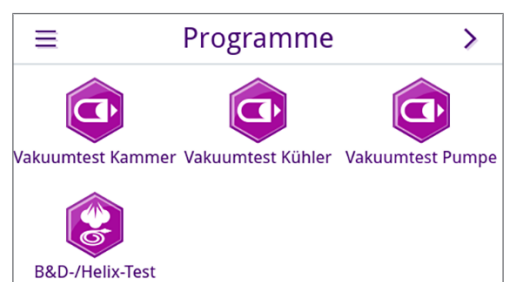 Programme
Vakuumtest Kammer Vakuumtest Kühler Vakuumtest Pumpe
B&D-/Helix-Test